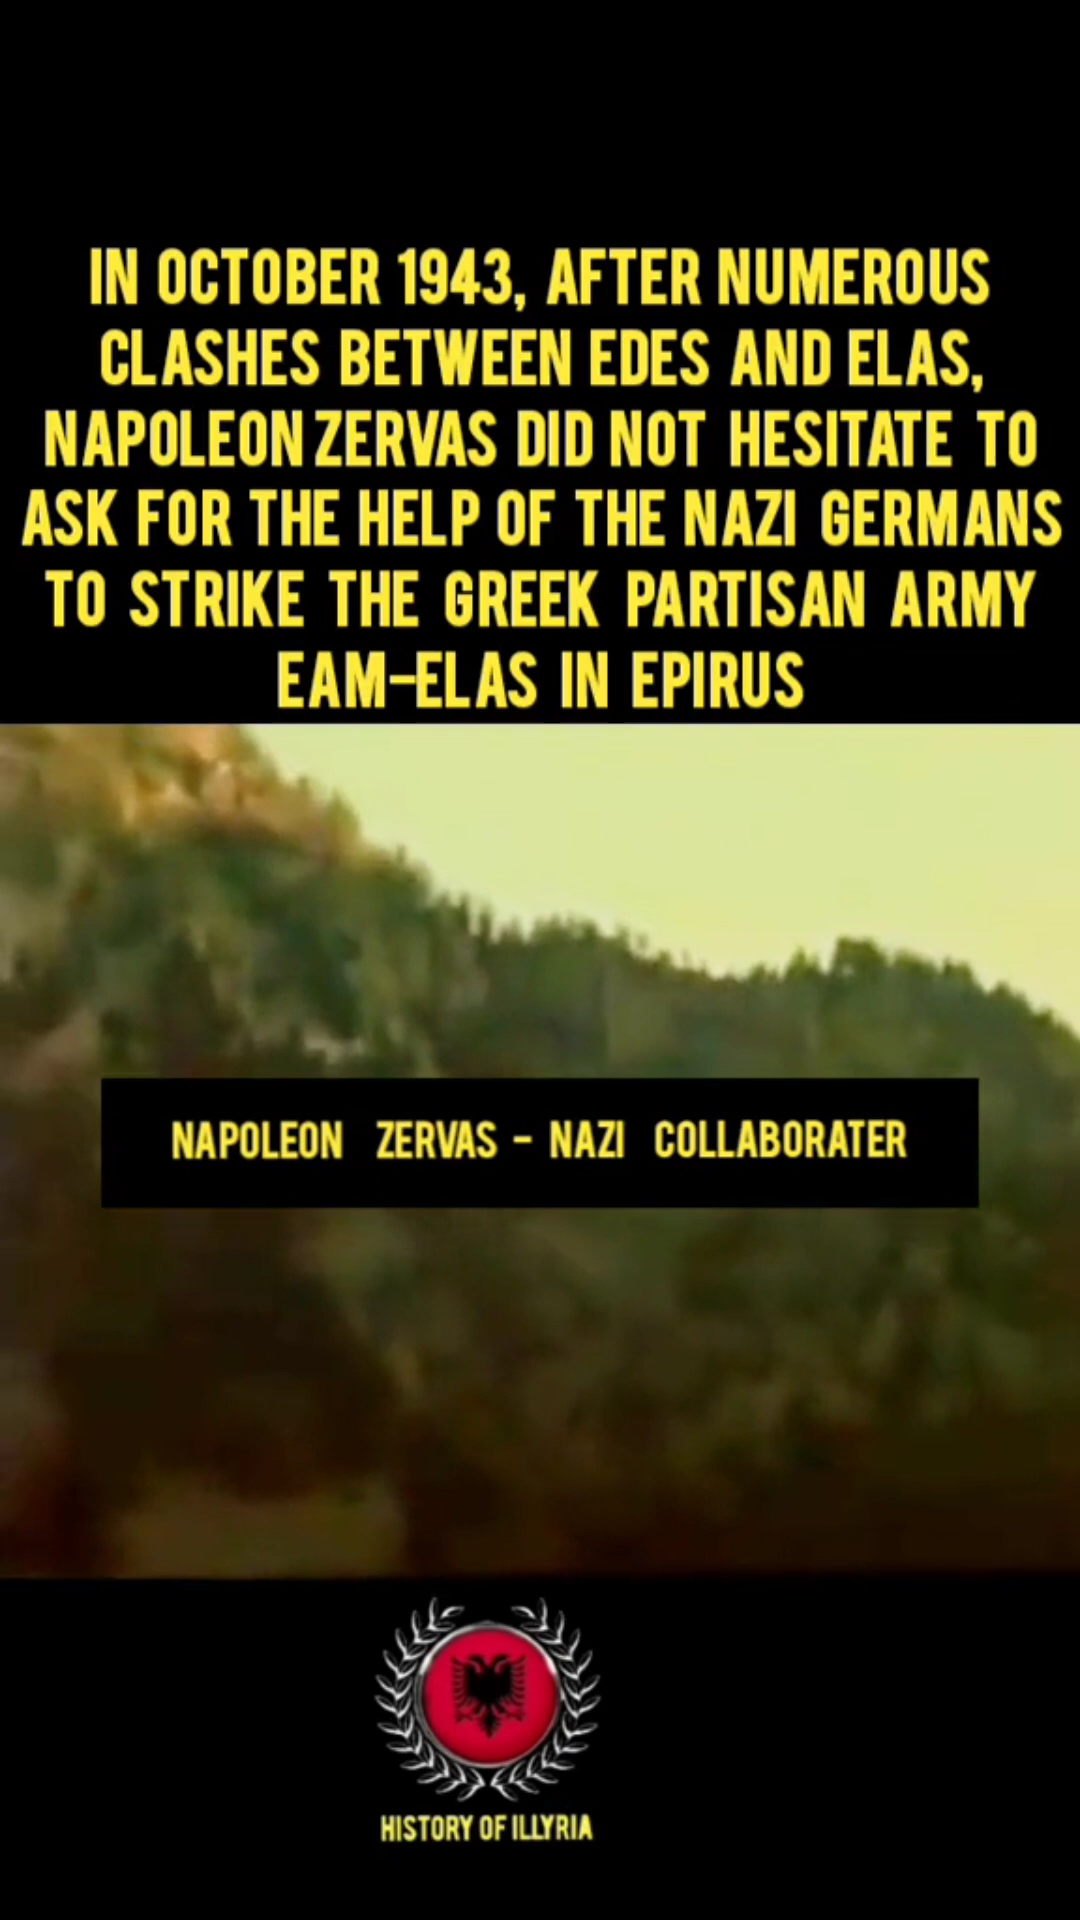 IN OCTOBER 1943, AFTER NUMEROUS
CLASHES BETWEEN EDES AND ELAS,
NAPOLEON ZERVAS DID NOT HESITATE TO
ASK FOR THE HELP OF THE NAZI GERMANS
TO STRIKE THE GREEK PARTISAN ARMY
EAM-ELAS IN EPIRUS
NAPOLEON ZERVAS - NAZI COLLABORATER
HISTORY OF ILLYRIA